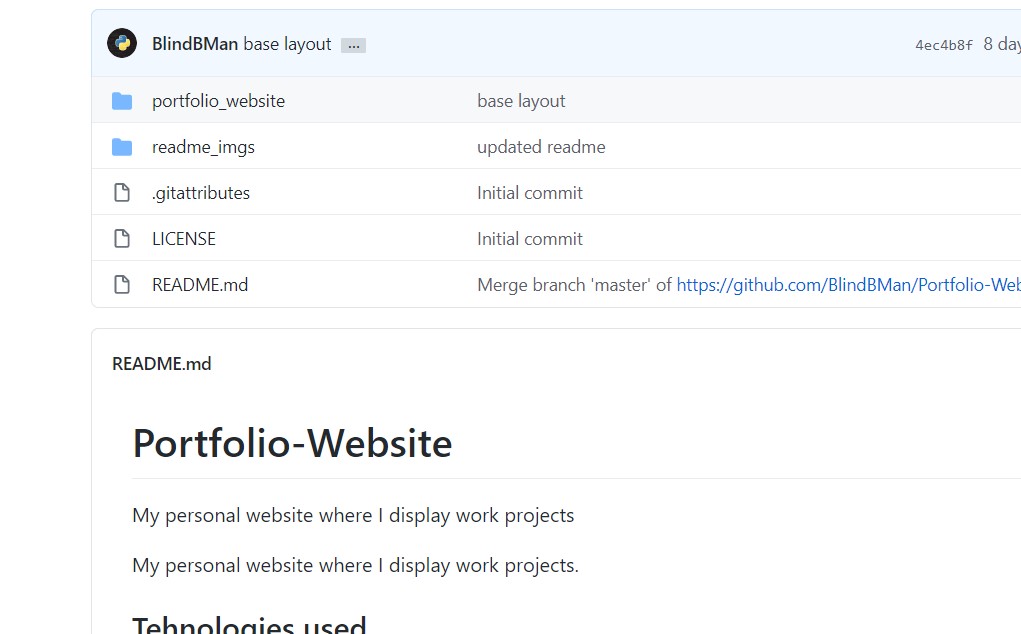 BlindBMan base layout ...
4ec4b8f 8 day
portfolio_website base layout
readme_imgs updated readme
.gitattributes Initial commit
LICENSE Initial commit
README.md Merge branch 'master' of https://github.com/BlindBMan/Portfolio-Web
README.md
Portfolio-Website
My personal website where I display work projects
My personal website where I display work projects.
Tehnologies used